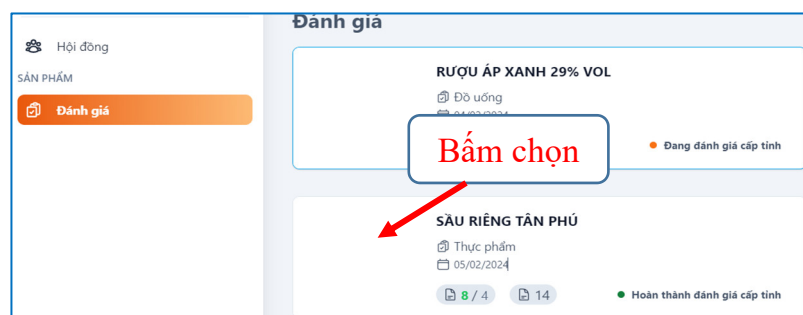 Đánh giá
Hội đồng
SẢN PHẨM
Đánh giá
RƯỢU ÁP XANH 29% VOL
Đồ uống
Bấm chọn
Đang đánh giá cấp tỉnh
SẦU RIÊNG TÂN PHÚ
Thực phẩm
05/02/2024
8 / 4 14
Hoàn thành đánh giá cấp tỉnh